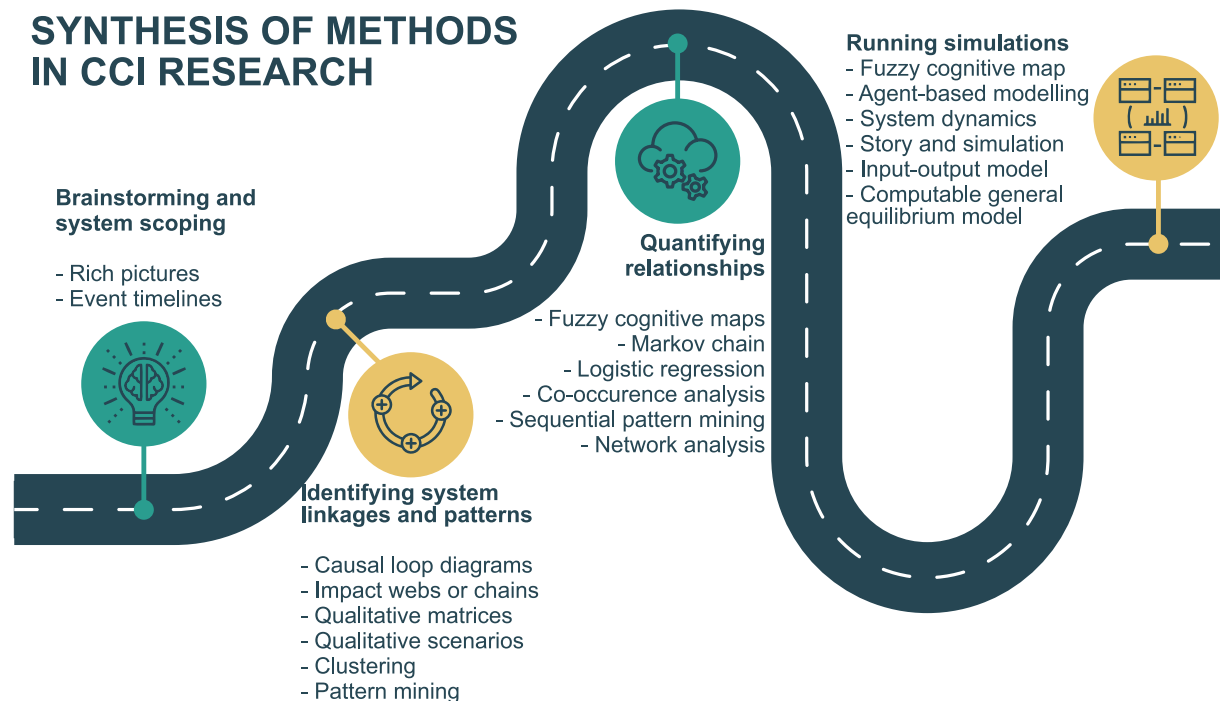 SYNTHESIS OF METHODS
IN CCI RESEARCH
Brainstorming and
system scoping
- Rich pictures
- Event timelines
Identifying system
linkages and patterns
- Causal loop diagrams
- Impact webs or chains
- Qualitative matrices
- Qualitative scenarios
- Clustering
- Pattern mining
Quantifying
relationships
- Fuzzy cognitive maps
- Markov chain
- Logistic regression
- Co-occurence analysis
- Sequential pattern mining
- Network analysis
Running simulations
- Fuzzy cognitive map
- Agent-based modelling
- System dynamics
- Story and simulation
- Input-output model
- Computable general
equilibrium model